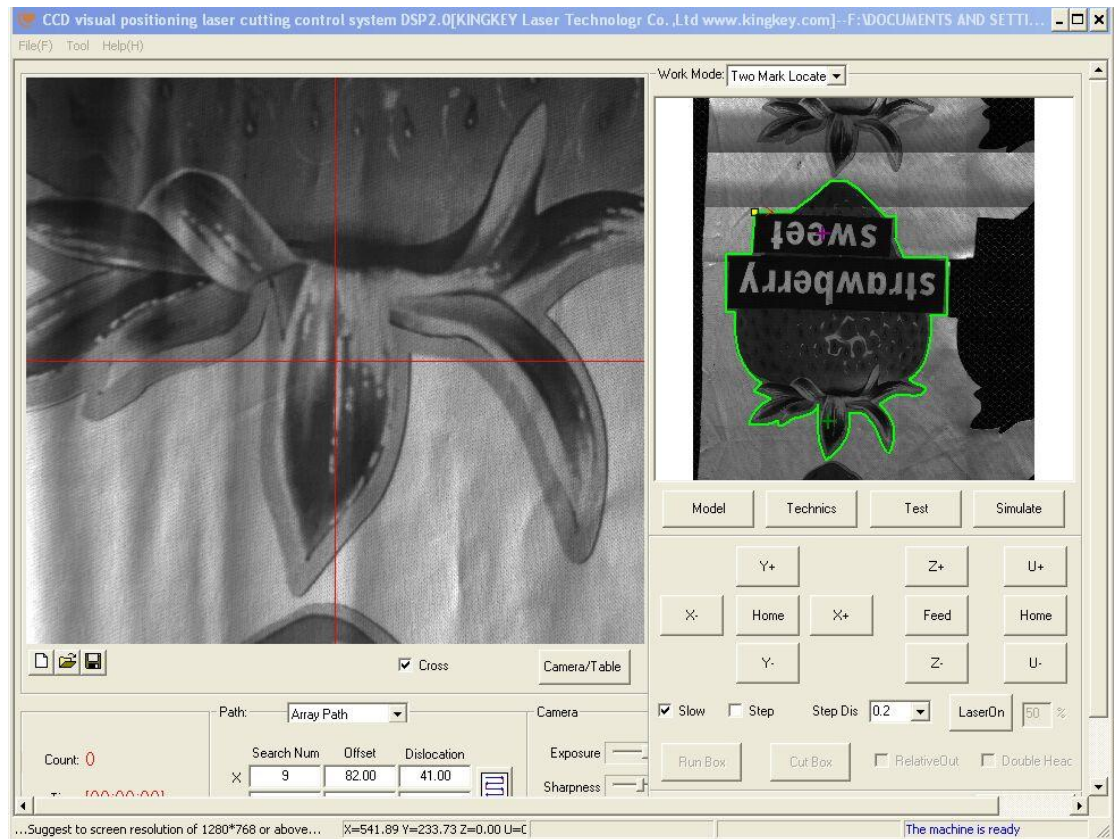 CCD visual positioning laser cutting control system DSP2.0[KINGKEY Laser Technologr Co.,Ltd www.kingkey.com]--F:\DOCUMENTS AND SETTI...
File(F) Tool Help(H)
Work Mode: Two Mark Locate
sweet
strawberry
Model Technics Test Simulate
Y+ Z+ U+
X- Home X+ Feed Home
Y- Z- U-
Cross Camera/Table
Slow Step Step Dis 0.2 LaserOn 50 %
Run Box Cut Box RelativeOut Double Heac
Path: Array Path
Camera
Search Num Offset Dislocation
Count: 0
X 9 82.00 41.00
Exposure
Sharpness
[00:00:00]
...Suggest to screen resolution of 1280*768 or above... X=541.89 Y=233.73 Z=0.00 U=0 The machine is ready